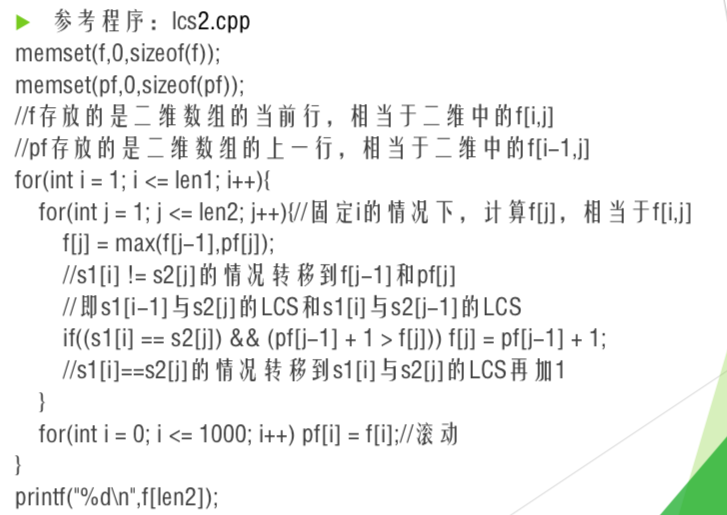 参考程序：lcs2.cpp
memset(f,0,sizeof(f));
memset(pf,0,sizeof(pf));
//f存放的是二维数组的当前行，相当于二维中的f[i,j]
//pf存放的是二维数组的上一行，相当于二维中的f[i-1,j]
for(int i = 1; i <= len1; i++){
for(int j = 1; j <= len2; j++){//固定i的情况下，计算f[j]，相当于f[i,j]
f[j] = max(f[j-1],pf[j]);
//s1[i] != s2[j]的情况转移到f[j-1]和pf[j]
//即s1[i-1]与s2[j]的LCS和s1[i]与s2[j-1]的LCS
if((s1[i] == s2[j]) && (pf[j-1] + 1 > f[j])) f[j] = pf[j-1] + 1;
//s1[i]==s2[j]的情况转移到s1[i]与s2[j]的LCS再加1
}
for(int i = 0; i <= 1000; i++) pf[i] = f[i];//滚动
}
printf("%d\n",f[len2]);